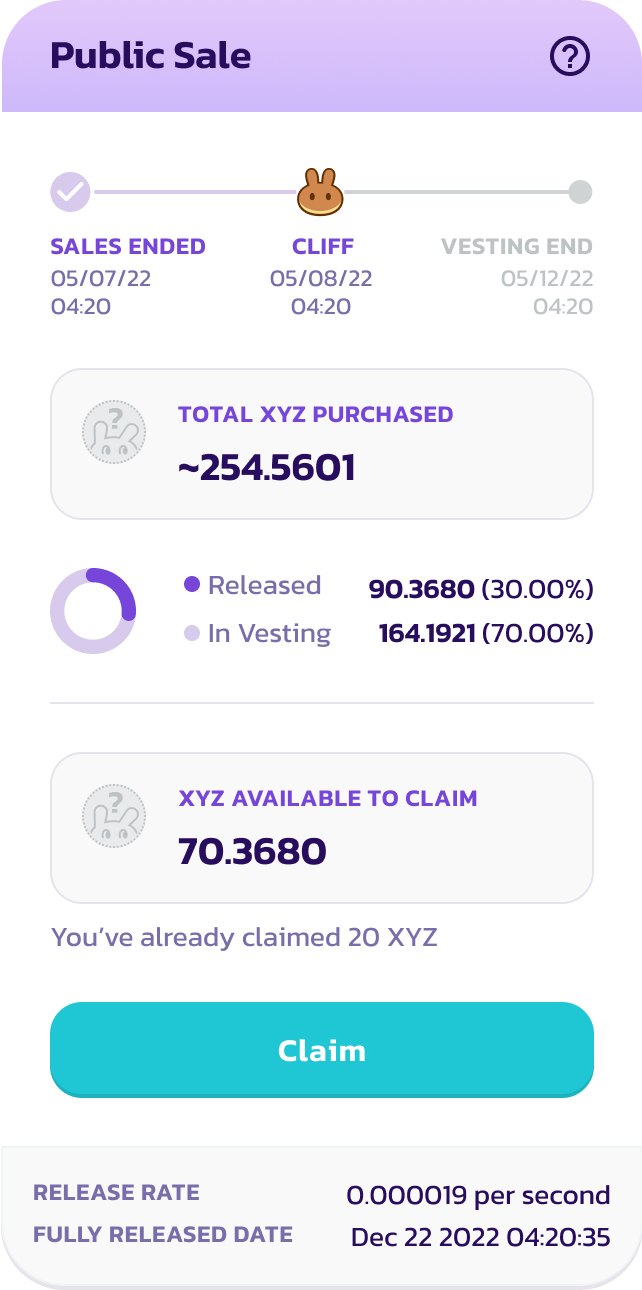 Public Sale
SALES ENDED CLIFF VESTING END
05/07/22 05/08/22 05/12/22
04:20 04:20 04:20
?
TOTAL XYZ PURCHASED
~254.5601
Released 90.3680 (30.00%)
In Vesting 164.1921 (70.00%)
?
XYZ AVAILABLE TO CLAIM
70.3680
You’ve already claimed 20 XYZ
Claim
RELEASE RATE 0.000019 per second
FULLY RELEASED DATE Dec 22 2022 04:20:35